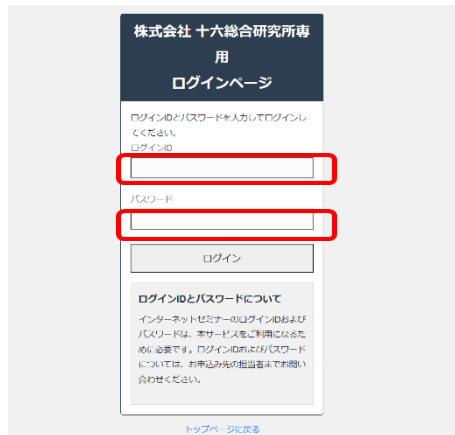 株式会社 十六総合研究所専
用
ログインページ
ログインIDとパスワードを入力してログインし
てください。
ログインID
パスワード
ログイン
ログインIDとパスワードについて
インターネットセミナーのログインIDおよび
パスワードは、本サービスをご利用になるた
めに必要です。ログインIDおよびパスワード
については、お申込み先の担当者までお問い
合わせください。
トップページに戻る